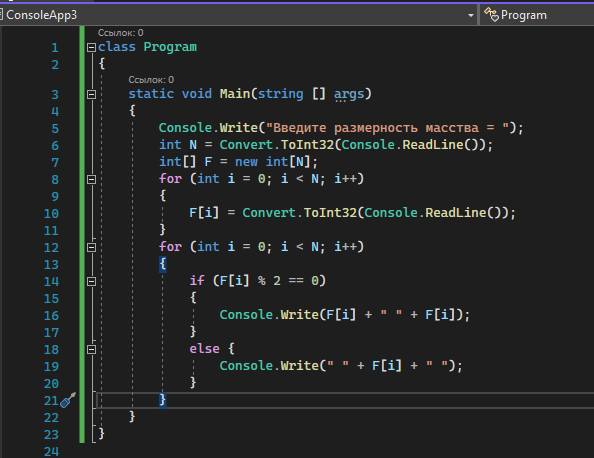 ConsoleApp3 Program
Ссылок: 0
1 class Program
2 {
Ссылок: 0
3 static void Main(string [] args)
4 {
5 Console.Write("Введите размерность масства = ");
6 int N = Convert.ToInt32(Console.ReadLine());
7 int[] F = new int[N];
8 for (int i = 0; i < N; i++)
9 {
10 F[i] = Convert.ToInt32(Console.ReadLine());
11 }
12 for (int i = 0; i < N; i++)
13 {
14 if (F[i] % 2 == 0)
15 {
16 Console.Write(F[i] + " " + F[i]);
17 }
18 else {
19 Console.Write(" " + F[i] + " ");
20 }
21 }
22 }
23 }
24